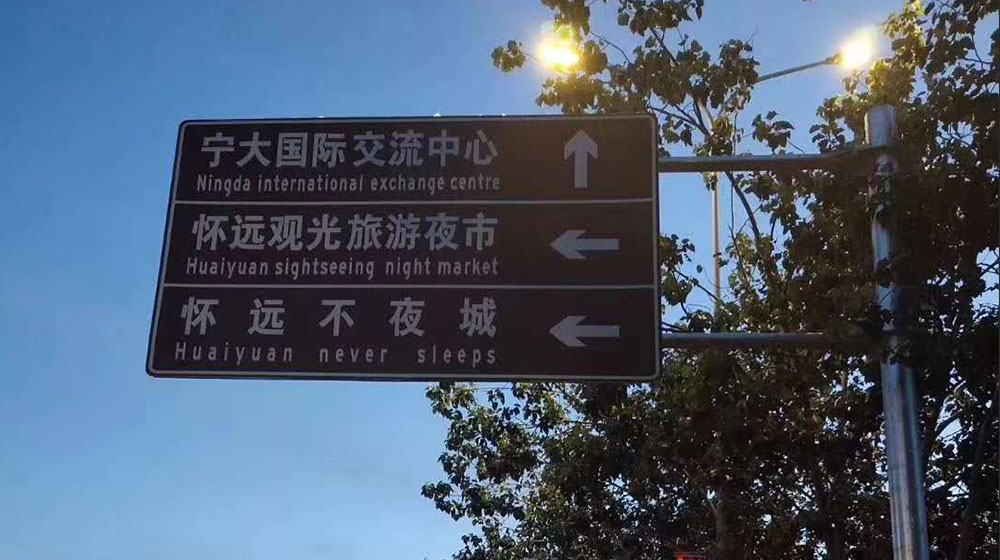 宁大国际交流中心
Ningda international exchange centre
怀远观光旅游夜市
Huaiyuan sightseeing night market
怀远不夜城
Huaiyuan never sleeps